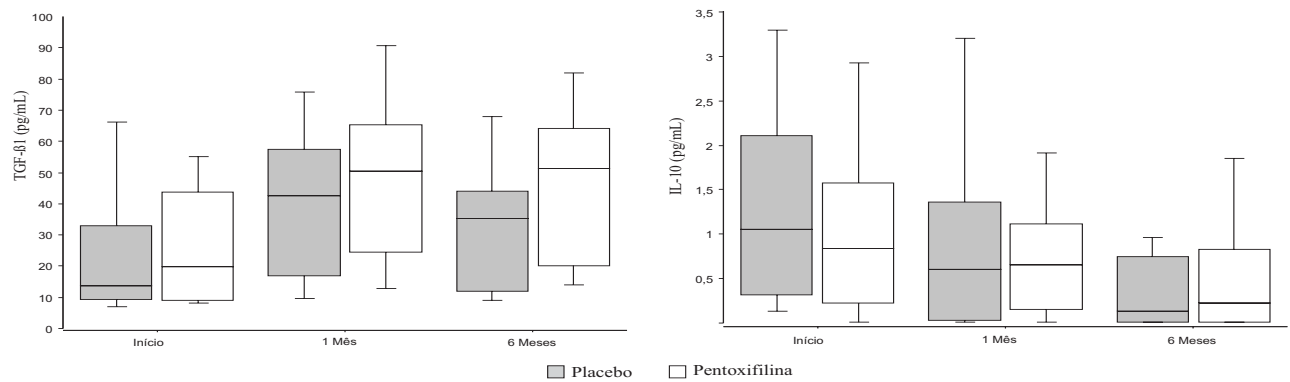 TGF-ß1 (pg/mL)
100
90
80
70
60
50
40
30
20
10
0
Início
1 Mês
6 Meses
IL-10 (pg/mL)
3,5
3
2,5
2
1,5
1
0,5
Início
1 Mês
6 Meses
Placebo
Pentoxifilina